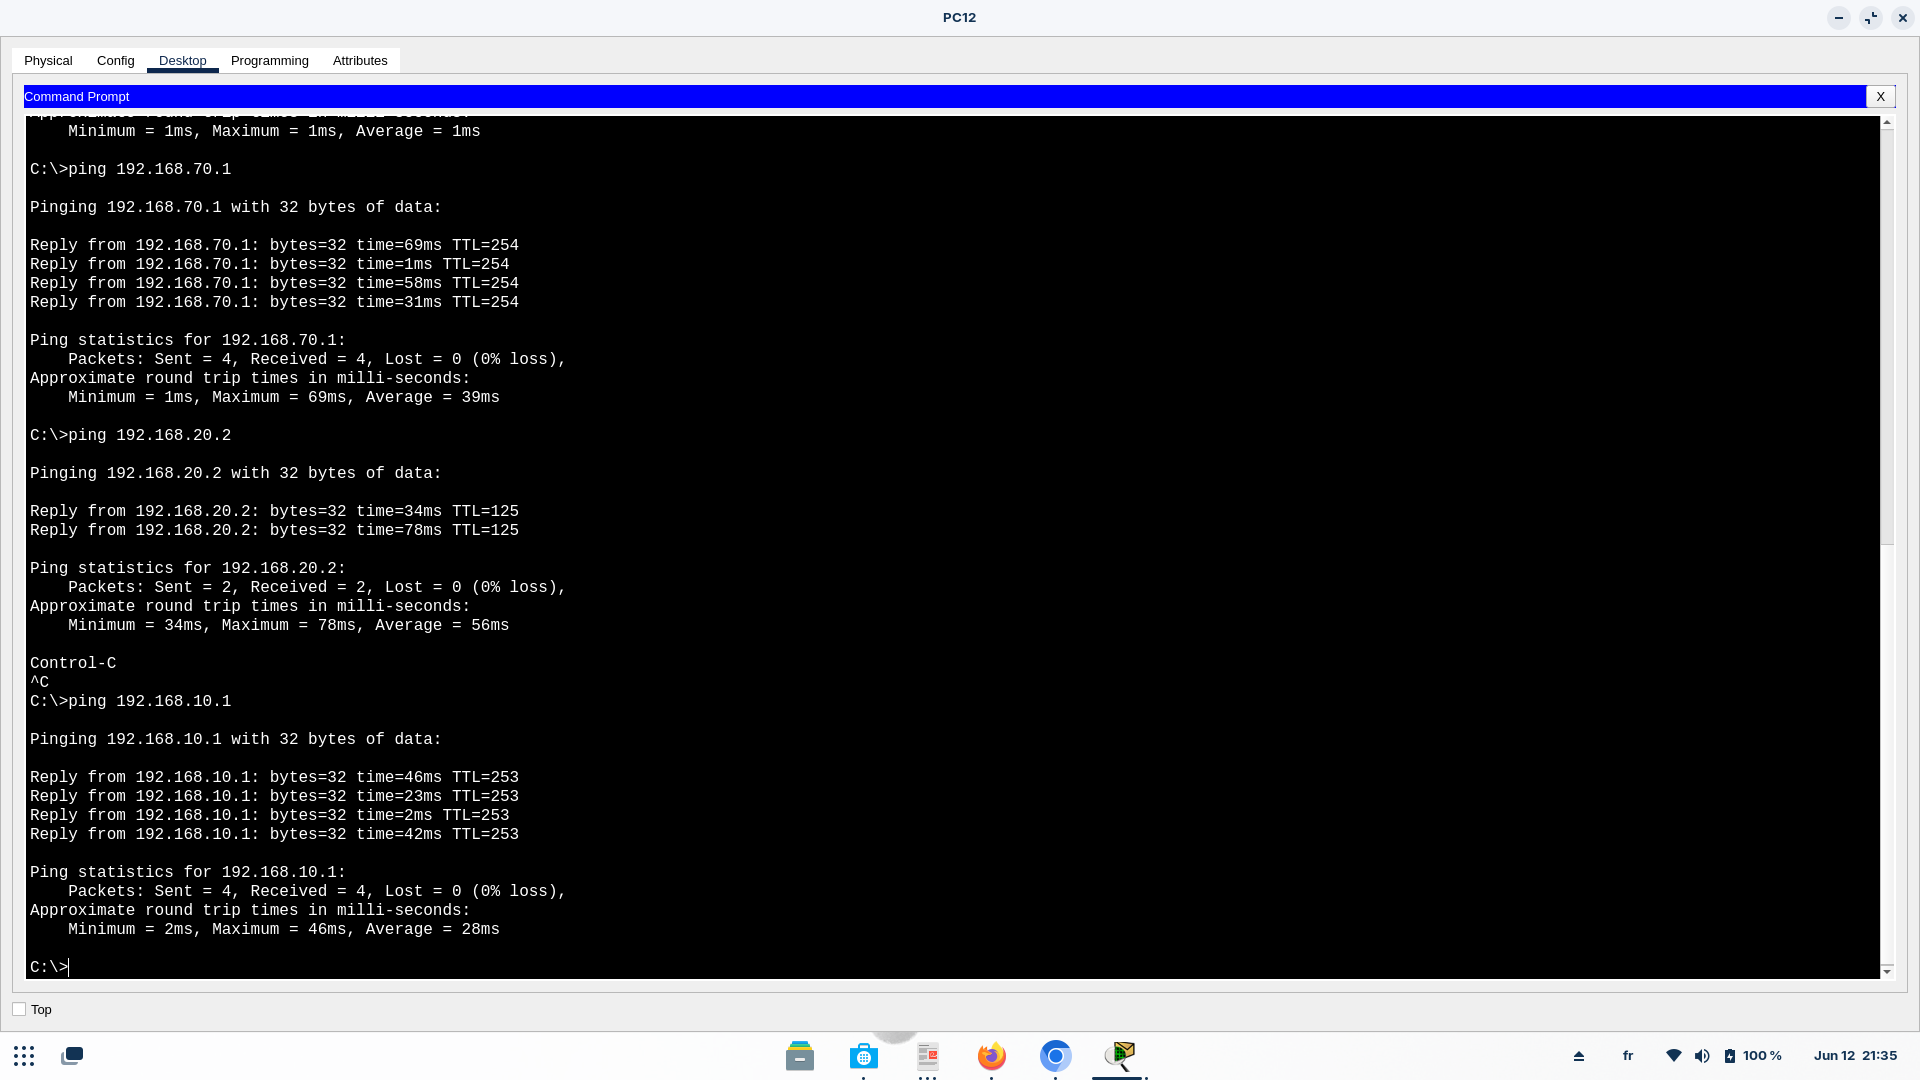 PC12
Physical Config Desktop Programming Attributes
Command Prompt X
Approximate round trip times in milli-seconds:
    Minimum = 1ms, Maximum = 1ms, Average = 1ms
C:\>ping 192.168.70.1
Pinging 192.168.70.1 with 32 bytes of data:
Reply from 192.168.70.1: bytes=32 time=69ms TTL=254
Reply from 192.168.70.1: bytes=32 time=1ms TTL=254
Reply from 192.168.70.1: bytes=32 time=58ms TTL=254
Reply from 192.168.70.1: bytes=32 time=31ms TTL=254
Ping statistics for 192.168.70.1:
    Packets: Sent = 4, Received = 4, Lost = 0 (0% loss),
Approximate round trip times in milli-seconds:
    Minimum = 1ms, Maximum = 69ms, Average = 39ms
C:\>ping 192.168.20.2
Pinging 192.168.20.2 with 32 bytes of data:
Reply from 192.168.20.2: bytes=32 time=34ms TTL=125
Reply from 192.168.20.2: bytes=32 time=78ms TTL=125
Ping statistics for 192.168.20.2:
    Packets: Sent = 2, Received = 2, Lost = 0 (0% loss),
Approximate round trip times in milli-seconds:
    Minimum = 34ms, Maximum = 78ms, Average = 56ms
Control-C
^C
C:\>ping 192.168.10.1
Pinging 192.168.10.1 with 32 bytes of data:
Reply from 192.168.10.1: bytes=32 time=46ms TTL=253
Reply from 192.168.10.1: bytes=32 time=23ms TTL=253
Reply from 192.168.10.1: bytes=32 time=2ms TTL=253
Reply from 192.168.10.1: bytes=32 time=42ms TTL=253
Ping statistics for 192.168.10.1:
    Packets: Sent = 4, Received = 4, Lost = 0 (0% loss),
Approximate round trip times in milli-seconds:
    Minimum = 2ms, Maximum = 46ms, Average = 28ms
C:\>
Top
fr 100 % Jun 12 21:35